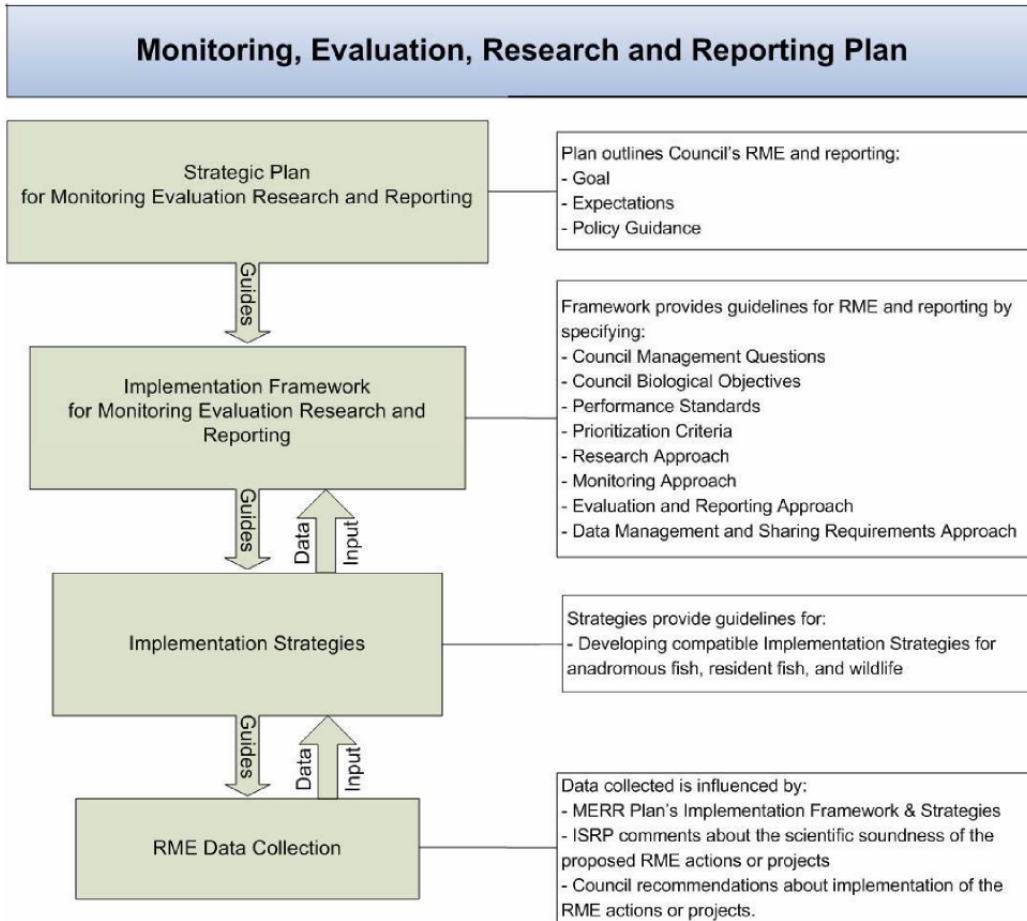 Monitoring, Evaluation, Research and Reporting Plan
Strategic Plan
for Monitoring Evaluation Research and Reporting
Plan outlines Council's RME and reporting:
- Goal
- Expectations
- Policy Guidance
Guides
Implementation Framework
for Monitoring Evaluation Research and
Reporting
Framework provides guidelines for RME and reporting by
specifying:
- Council Management Questions
- Council Biological Objectives
- Performance Standards
- Prioritization Criteria
- Research Approach
- Monitoring Approach
- Evaluation and Reporting Approach
- Data Management and Sharing Requirements Approach
Guides
Data
Input
Implementation Strategies
Strategies provide guidelines for:
- Developing compatible Implementation Strategies for
anadromous fish, resident fish, and wildlife
Guides
Data
Input
RME Data Collection
Data collected is influenced by:
- MERR Plan's Implementation Framework & Strategies
- ISRP comments about the scientific soundness of the
proposed RME actions or projects
- Council recommendations about implementation of the
RME actions or projects.